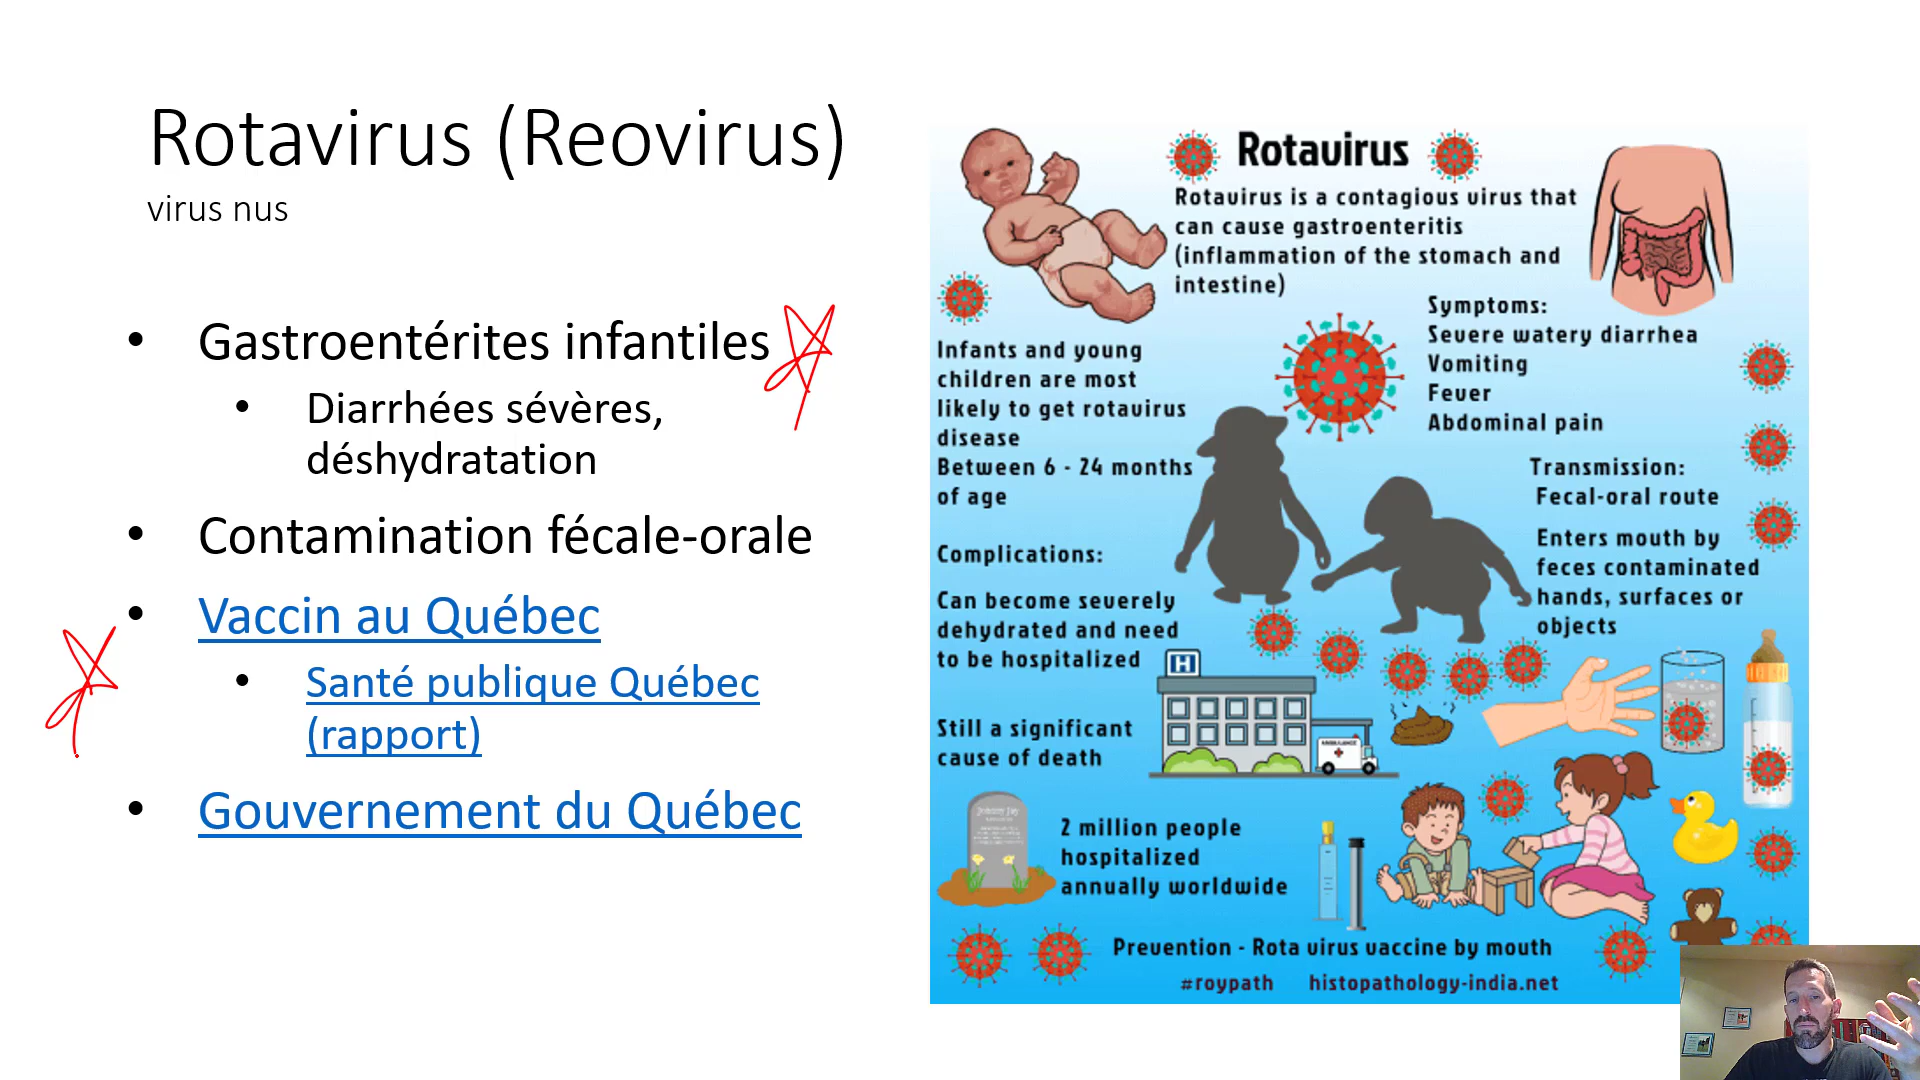 Rotavirus (Reovirus)
virus nus
• Gastroentérites infantiles
• Diarrhées sévères,
déshydratation
• Contamination fécale-orale
• Vaccin au Québec
• Santé publique Québec
(rapport)
• Gouvernement du Québec
Rotavirus
Rotavirus is a contagious virus that
can cause gastroenteritis
(inflammation of the stomach and
intestine)
Symptoms:
Severe watery diarrhea
Vomiting
Fever
Abdominal pain
Infants and young
children are most
likely to get rotavirus
disease
Between 6 - 24 months
of age
Transmission:
Fecal-oral route
Enters mouth by
feces contaminated
hands, surfaces or
objects
Complications:
Can become severely
dehydrated and need
to be hospitalized
H
AMBULANCE
Still a significant
cause of death
2 million people
hospitalized
annually worldwide
Prevention - Rota virus vaccine by mouth
#roypath histopathology-india.net